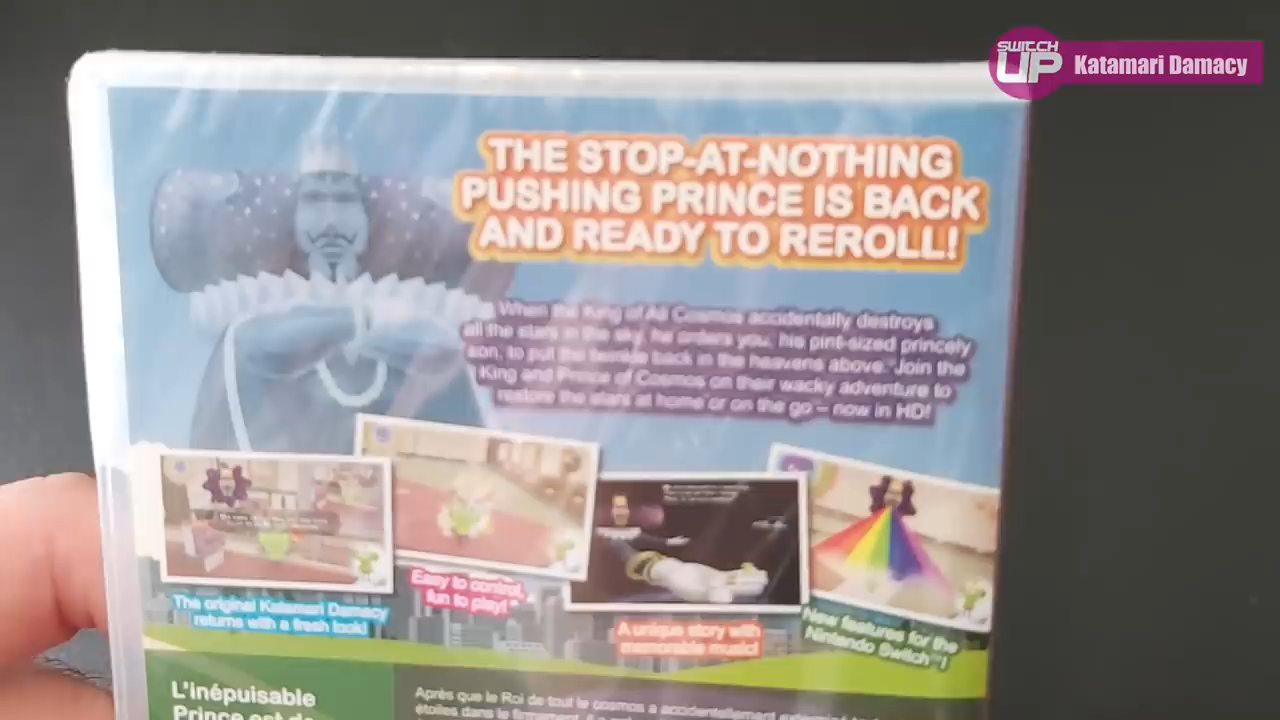 SWITCH
UP
Katamari Damacy
THE STOP-AT-NOTHING
PUSHING PRINCE IS BACK
AND READY TO REROLL!
When the King of All Cosmos accidentally destroys
all the stars in the sky, he orders you, his pint-sized princely
son, to put the twinkle back in the heavens above. Join the
King and Prince of Cosmos on their wacky adventure to
restore the stars at home or on the go – now in HD!
The original Katamari Damacy
returns with a fresh look!
Easy to control,
fun to play!
A unique story with
memorable music!
New features for the
Nintendo Switch™!
L'inépuisable
Prince est de
Après que le Roi de tout le cosmos a accidentellement
étoiles dans le firmament